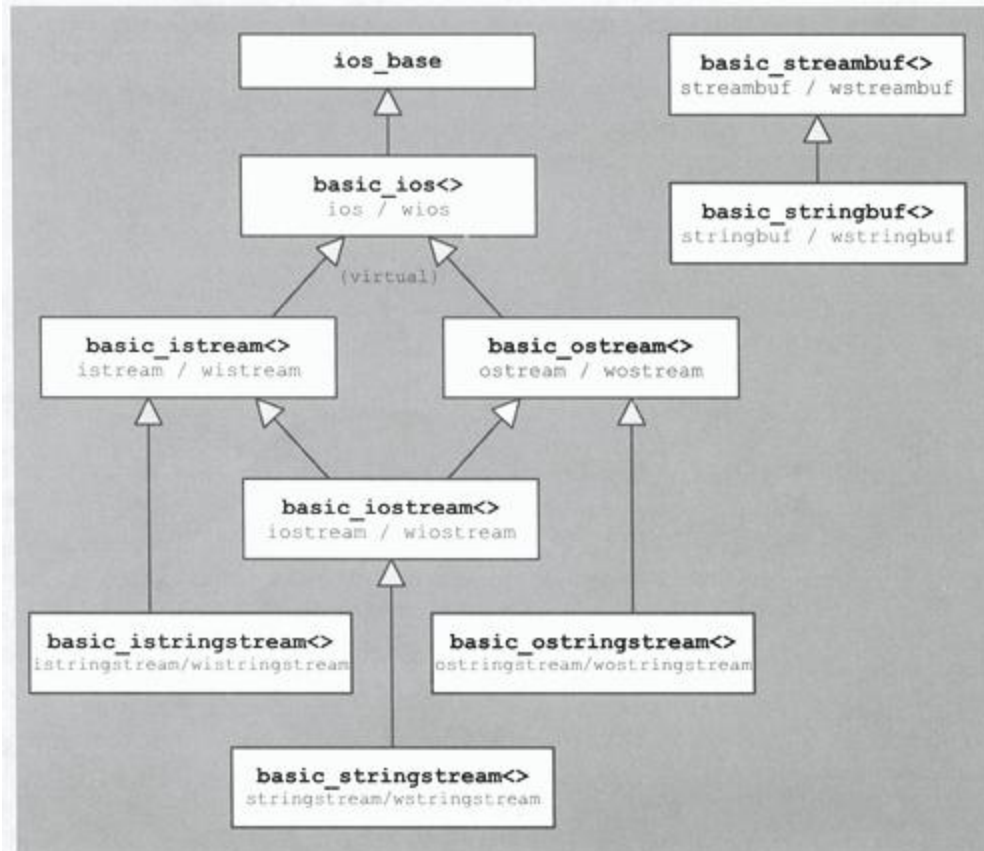 ios_base
basic_streambuf<>
streambuf / wstreambuf
basic_ios<>
ios / wios
basic_stringbuf<>
stringbuf / wstringbuf
(virtual)
basic_istream<>
istream / wistream
basic_ostream<>
ostream / wostream
basic_iostream<>
iostream / wiostream
basic_istringstream<>
istringstream/wistringstream
basic_ostringstream<>
ostringstream/wostringstream
basic_stringstream<>
stringstream/wstringstream